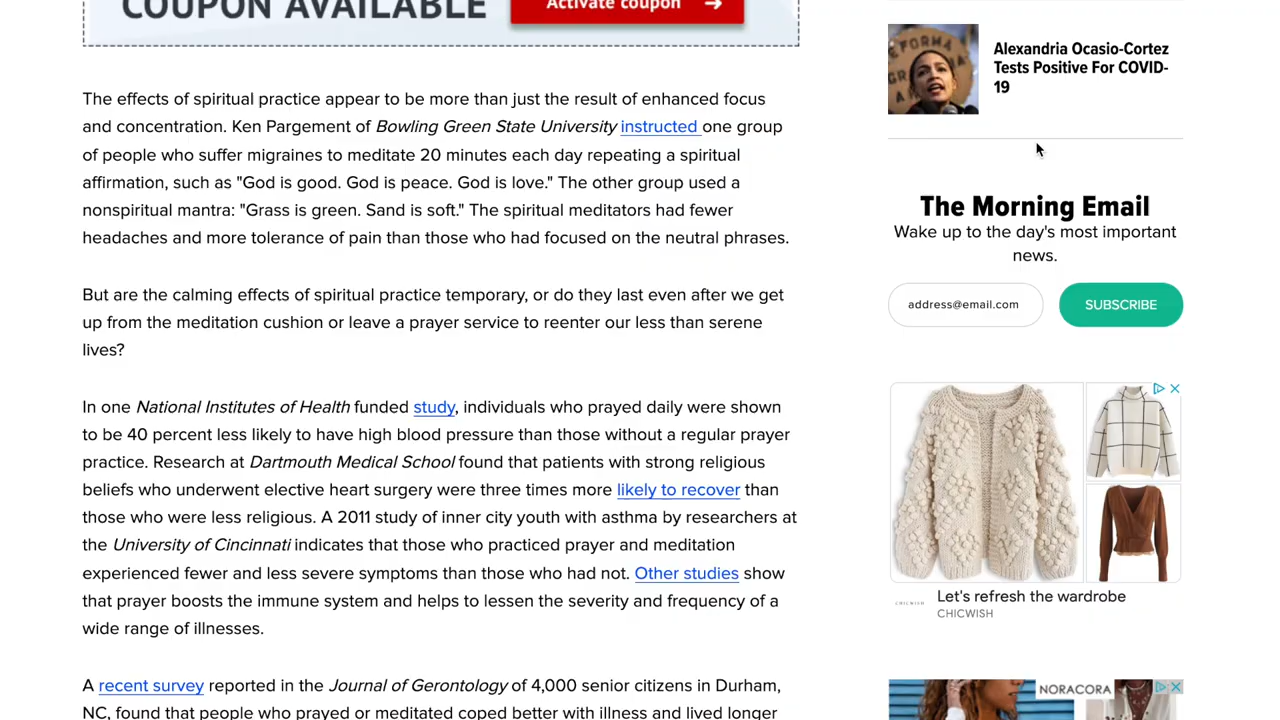 COUPON AVAILABLE
Activate coupon →
The effects of spiritual practice appear to be more than just the result of enhanced focus
and concentration. Ken Pargement of Bowling Green State University instructed one group
of people who suffer migraines to meditate 20 minutes each day repeating a spiritual
affirmation, such as "God is good. God is peace. God is love." The other group used a
nonspiritual mantra: "Grass is green. Sand is soft." The spiritual meditators had fewer
headaches and more tolerance of pain than those who had focused on the neutral phrases.
But are the calming effects of spiritual practice temporary, or do they last even after we get
up from the meditation cushion or leave a prayer service to reenter our less than serene
lives?
In one National Institutes of Health funded study, individuals who prayed daily were shown
to be 40 percent less likely to have high blood pressure than those without a regular prayer
practice. Research at Dartmouth Medical School found that patients with strong religious
beliefs who underwent elective heart surgery were three times more likely to recover than
those who were less religious. A 2011 study of inner city youth with asthma by researchers at
the University of Cincinnati indicates that those who practiced prayer and meditation
experienced fewer and less severe symptoms than those who had not. Other studies show
that prayer boosts the immune system and helps to lessen the severity and frequency of a
wide range of illnesses.
A recent survey reported in the Journal of Gerontology of 4,000 senior citizens in Durham,
NC, found that people who prayed or meditated coped better with illness and lived longer
Alexandria Ocasio-Cortez
Tests Positive For COVID-
19
The Morning Email
Wake up to the day's most important
news.
address@email.com
SUBSCRIBE
CHICWISH
Let's refresh the wardrobe
CHICWISH
NORACORA